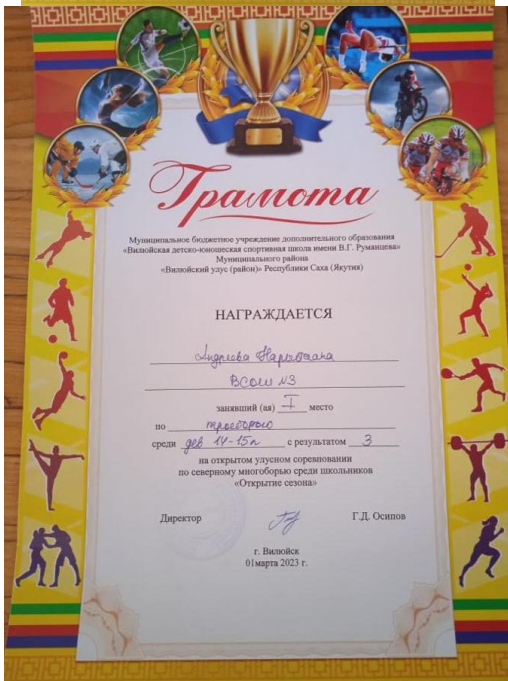 Грамота
Муниципальное бюджетное учреждение дополнительного образования
«Вилюйская детско-юношеская спортивная школа имени В.Г. Румянцева»
Муниципального района
«Вилюйский улус (район)» Республики Саха (Якутия)
НАГРАЖДАЕТСЯ
Андреева
ВСОШ №3
занявший (ая) I место
по троеборью
среди дев 14-15л с результатом 3
на открытом улусном соревновании
по северному многоборью среди школьников
«Открытие сезона»
Директор Г.Д. Осипов
г. Вилюйск
01марта 2023 г.